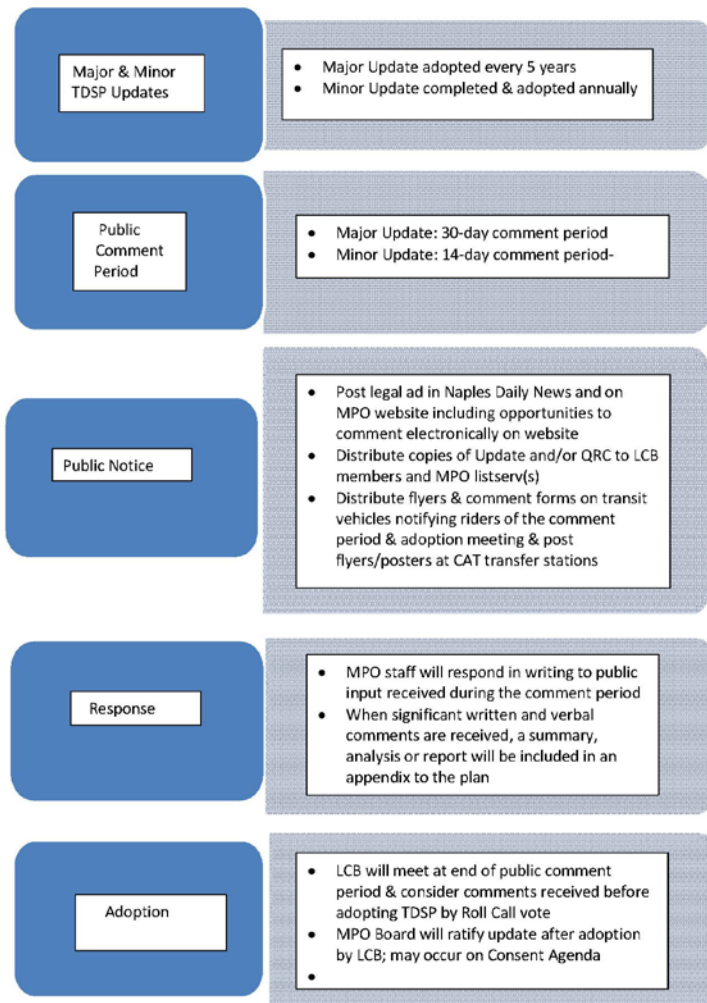 Major & Minor
TDSP Updates
• Major Update adopted every 5 years
• Minor Update completed & adopted annually
Public
Comment
Period
• Major Update: 30-day comment period
• Minor Update: 14-day comment period-
Public Notice
• Post legal ad in Naples Daily News and on
MPO website including opportunities to
comment electronically on website
• Distribute copies of Update and/or QRC to LCB
members and MPO listserv(s)
• Distribute flyers & comment forms on transit
vehicles notifying riders of the comment
period & adoption meeting & post
flyers/posters at CAT transfer stations
Response
• MPO staff will respond in writing to public
input received during the comment period
• When significant written and verbal
comments are received, a summary,
analysis or report will be included in an
appendix to the plan
Adoption
• LCB will meet at end of public comment
period & consider comments received before
adopting TDSP by Roll Call vote
• MPO Board will ratify update after adoption
by LCB; may occur on Consent Agenda
•